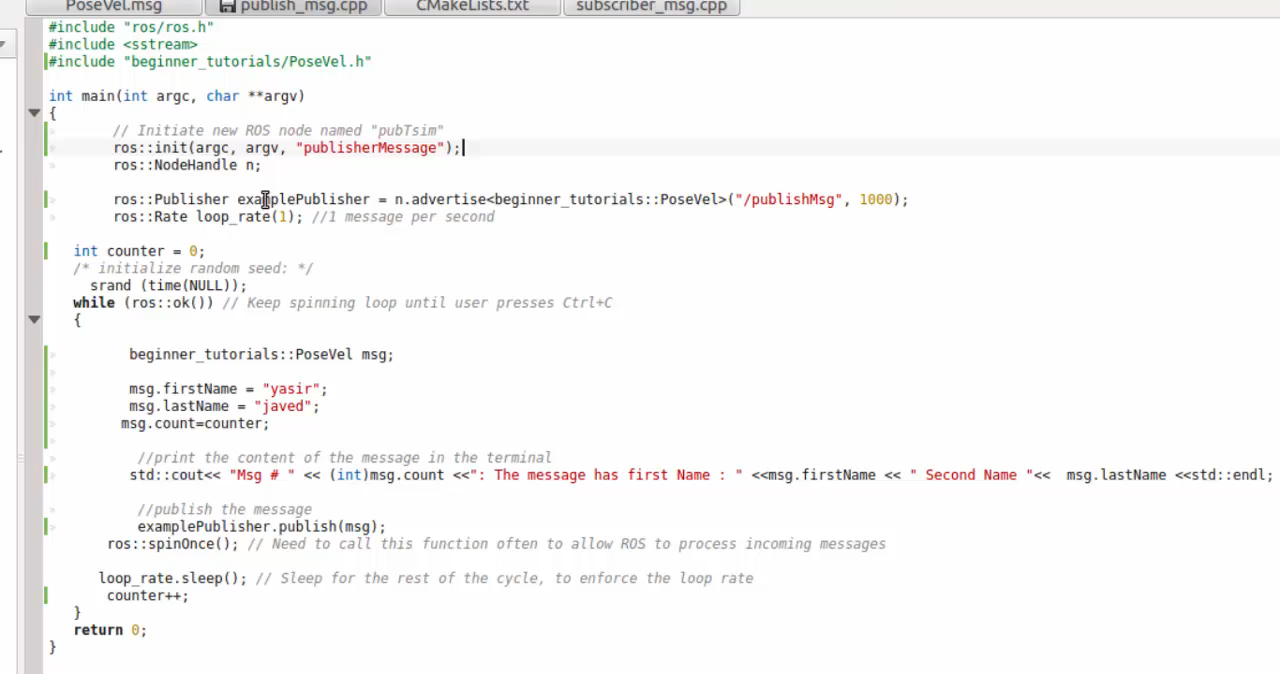 PoseVel.msg publish_msg.cpp CMakeLists.txt subscriber_msg.cpp
#include "ros/ros.h"
#include <sstream>
#include "beginner_tutorials/PoseVel.h"
int main(int argc, char **argv)
{
// Initiate new ROS node named "pubTsim"
ros::init(argc, argv, "publisherMessage");
ros::NodeHandle n;
ros::Publisher examplePublisher = n.advertise<beginner_tutorials::PoseVel>("/publishMsg", 1000);
ros::Rate loop_rate(1); //1 message per second
int counter = 0;
/* initialize random seed: */
srand (time(NULL));
while (ros::ok()) // Keep spinning loop until user presses Ctrl+C
{
beginner_tutorials::PoseVel msg;
msg.firstName = "yasir";
msg.lastName = "javed";
msg.count=counter;
//print the content of the message in the terminal
std::cout<< "Msg # " << (int)msg.count <<": The message has first Name : " <<msg.firstName << " Second Name "<<  msg.lastName <<std::endl;
//publish the message
examplePublisher.publish(msg);
ros::spinOnce(); // Need to call this function often to allow ROS to process incoming messages
loop_rate.sleep(); // Sleep for the rest of the cycle, to enforce the loop rate
counter++;
}
return 0;
}